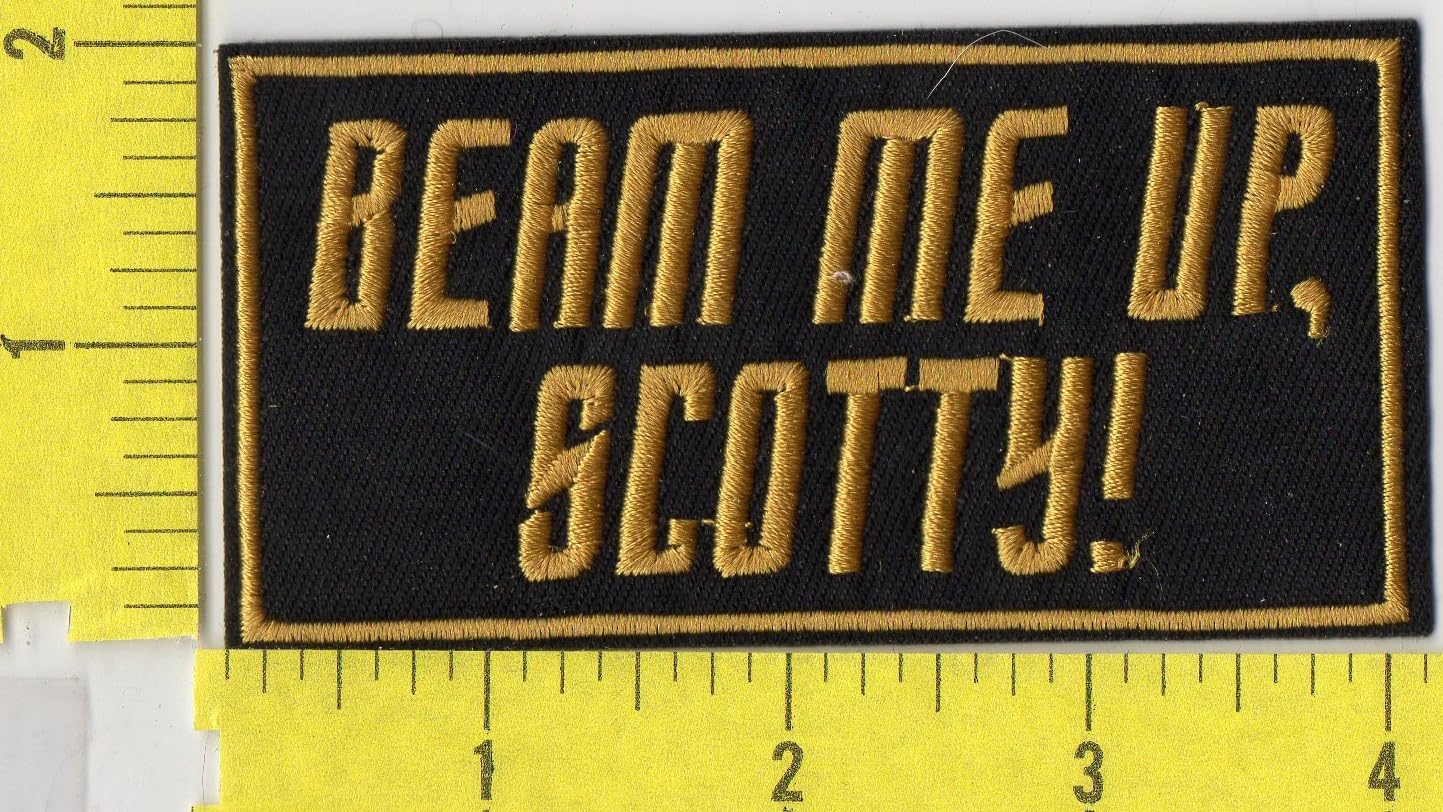 2
1
BEAM ME UP,
SCOTTY!
1 2 3 4